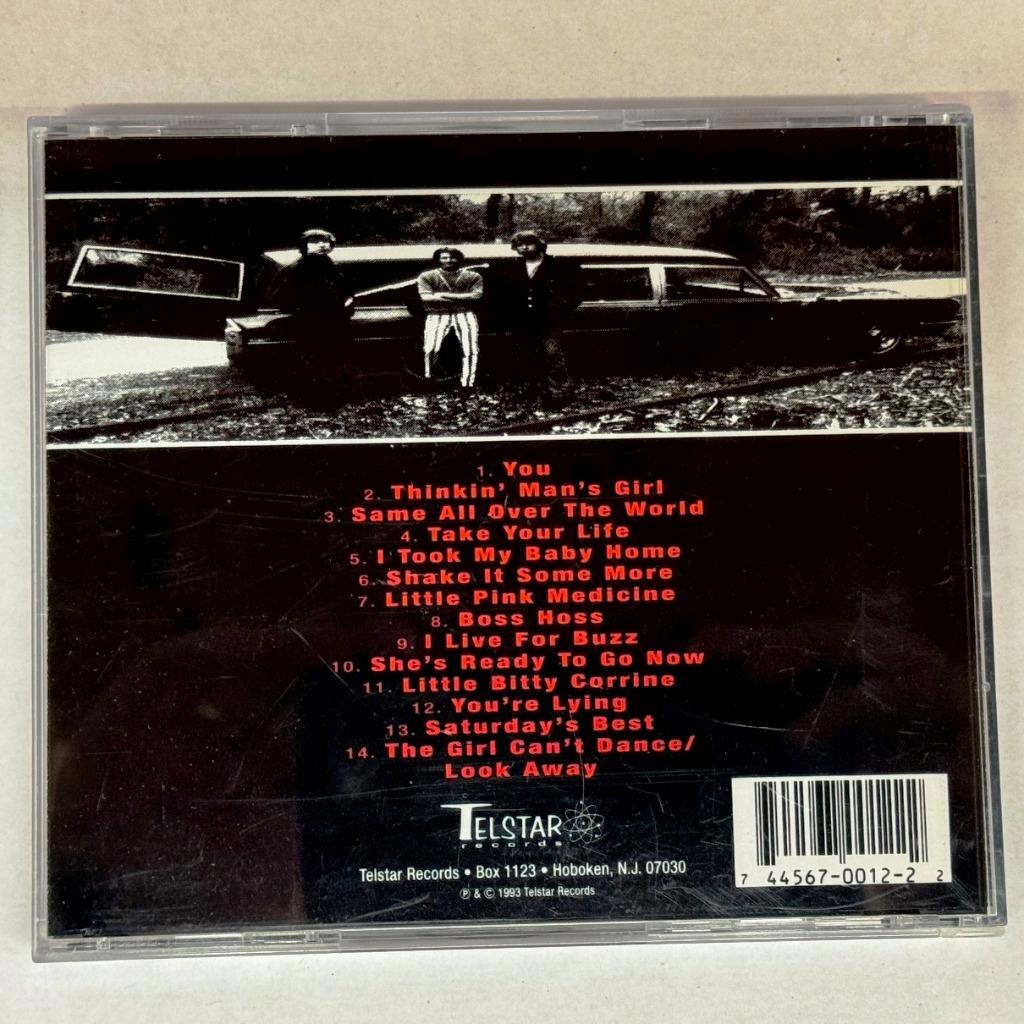 1. You
2. Thinkin' Man's Girl
3. Same All Over The World
4. Take Your Life
5. I Took My Baby Home
6. Shake It Some More
7. Little Pink Medicine
8. Boss Hoss
9. I Live For Buzz
10. She's Ready To Go Now
11. Little Bitty Corrine
12. You're Lying
13. Saturday's Best
14. The Girl Can't Dance/
Look Away
TELSTAR
records
Telstar Records • Box 1123 • Hoboken, N.J. 07030
℗ & © 1993 Telstar Records
7 44567-0012-2 2